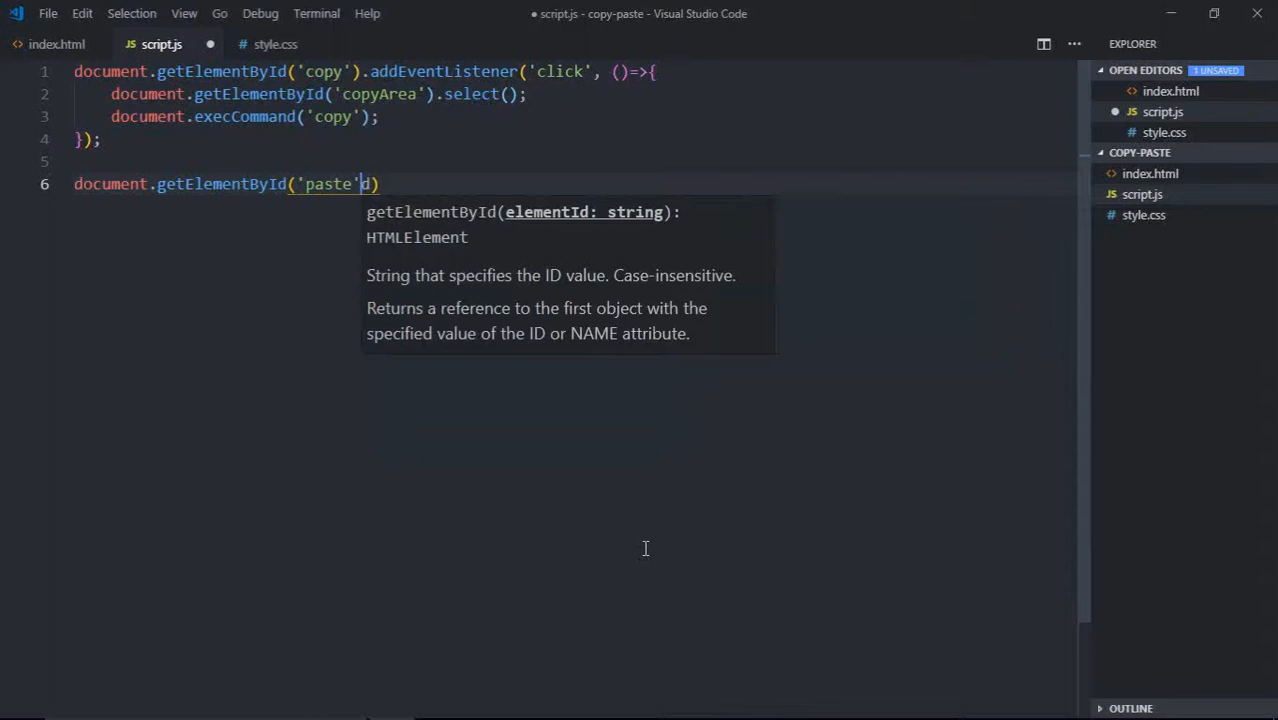 File Edit Selection View Go Debug Terminal Help
● script.js - copy-paste - Visual Studio Code
<> index.html
JS script.js ●
style.css
EXPLORER
OPEN EDITORS 1 UNSAVED
<> index.html
● JS script.js
style.css
COPY-PASTE
<> index.html
JS script.js
style.css
OUTLINE
1 document.getElementById('copy').addEventListener('click', ()=>{
2 document.getElementById('copyArea').select();
3 document.execCommand('copy');
4 });
5
6 document.getElementById('paste'd)
getElementById(elementId: string):
HTMLElement
String that specifies the ID value. Case-insensitive.
Returns a reference to the first object with the
specified value of the ID or NAME attribute.